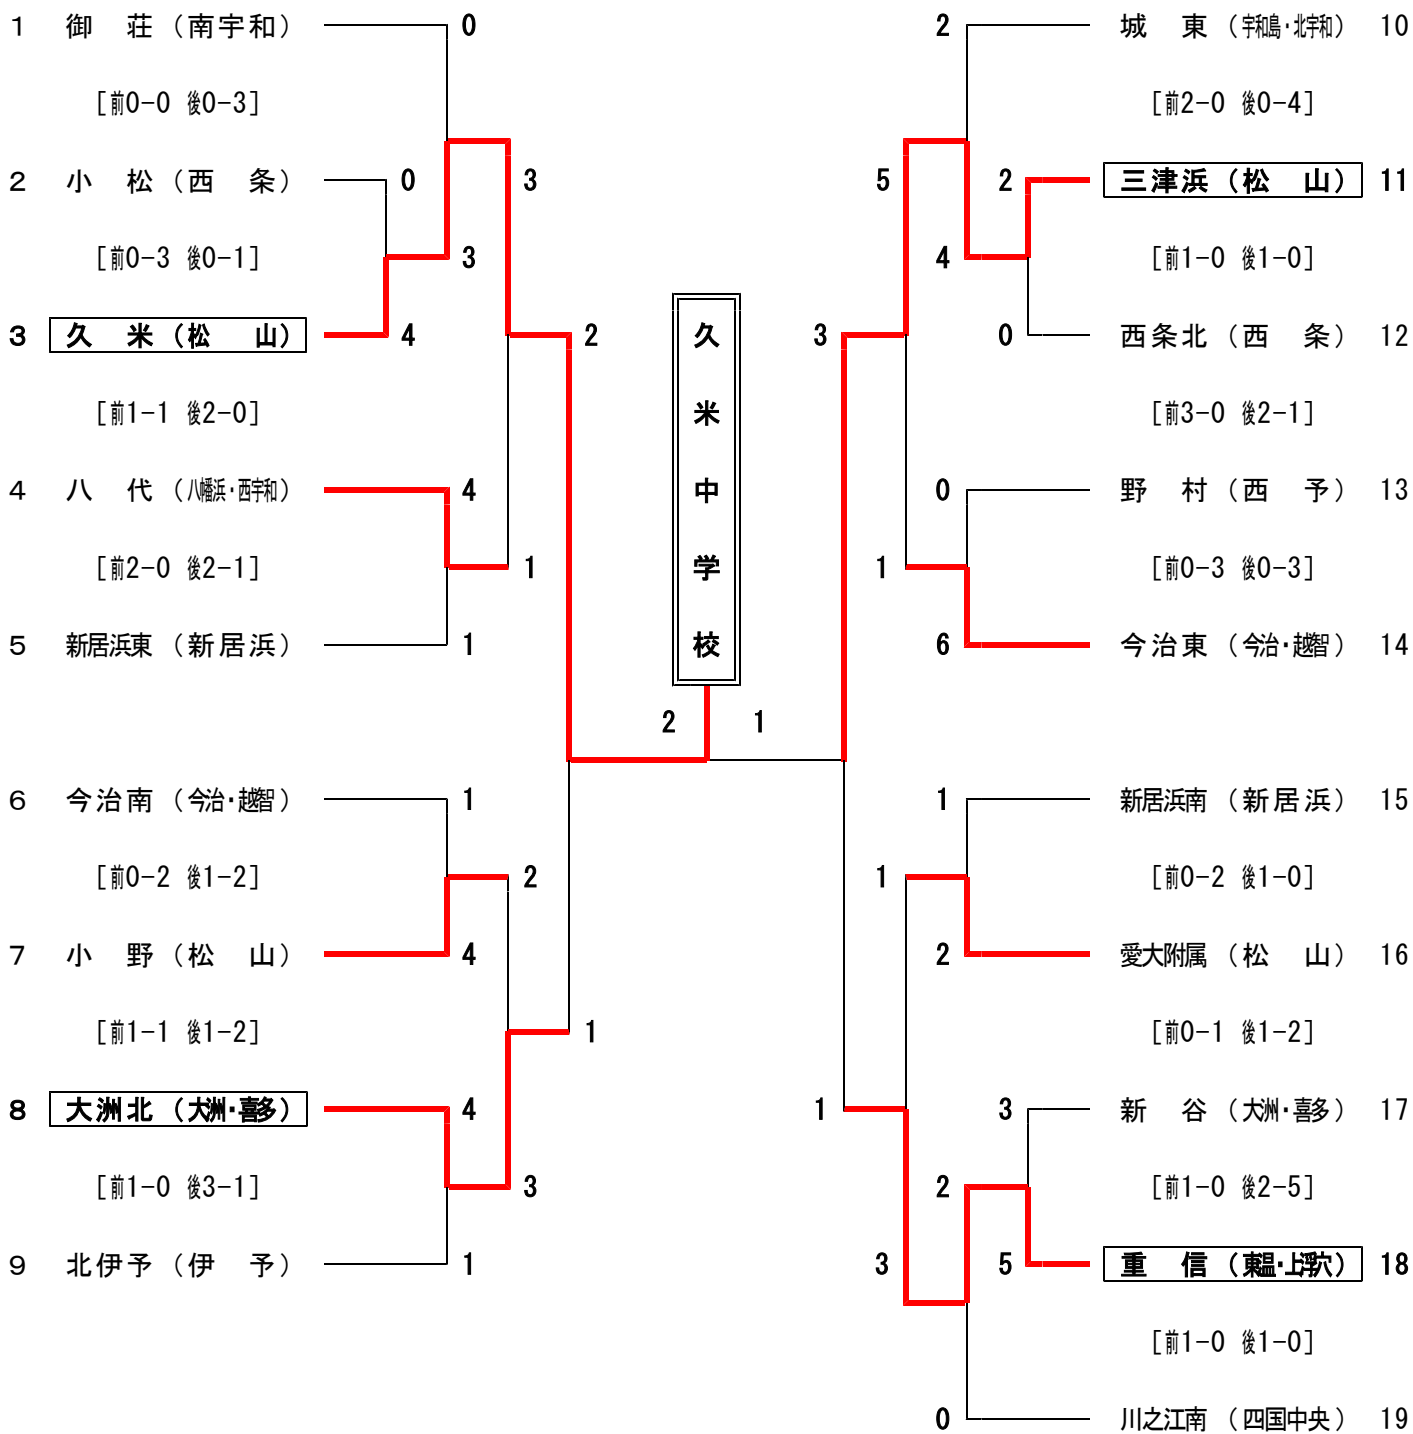 1 御 荘 （南宇和） 0
[前0-0 後0-3]
2 小 松 （西 条） 0 3
[前0-3 後0-1] 3
3 久 米 （松 山） 4 2
[前1-1 後2-0]
4 八 代 （八幡浜・西宇和） 4
[前2-0 後2-1] 1
5 新居浜東 （新居浜） 1
6 今治南 （今治・越智） 1
[前0-2 後1-2] 2
7 小 野 （松 山） 4
[前1-1 後1-2] 1
8 大洲北 （大洲・喜多） 4
[前1-0 後3-1] 3
9 北伊予 （伊 予） 1
久米中学校
2 1
2 城 東 （宇和島・北宇和） 10
[前2-0 後0-4]
5 2 三津浜 （松 山） 11
4 [前1-0 後1-0]
3 0 西条北 （西 条） 12
[前3-0 後2-1]
0 野 村 （西 予） 13
1 [前0-3 後0-3]
6 今治東 （今治・越智） 14
1 新居浜南 （新居浜） 15
1 [前0-2 後1-0]
2 愛大附属 （松 山） 16
[前0-1 後1-2]
1 3 新 谷 （大洲・喜多） 17
2 [前1-0 後2-5]
3 5 重 信 （東温・上浮穴） 18
[前1-0 後1-0]
0 川之江南 （四国中央） 19